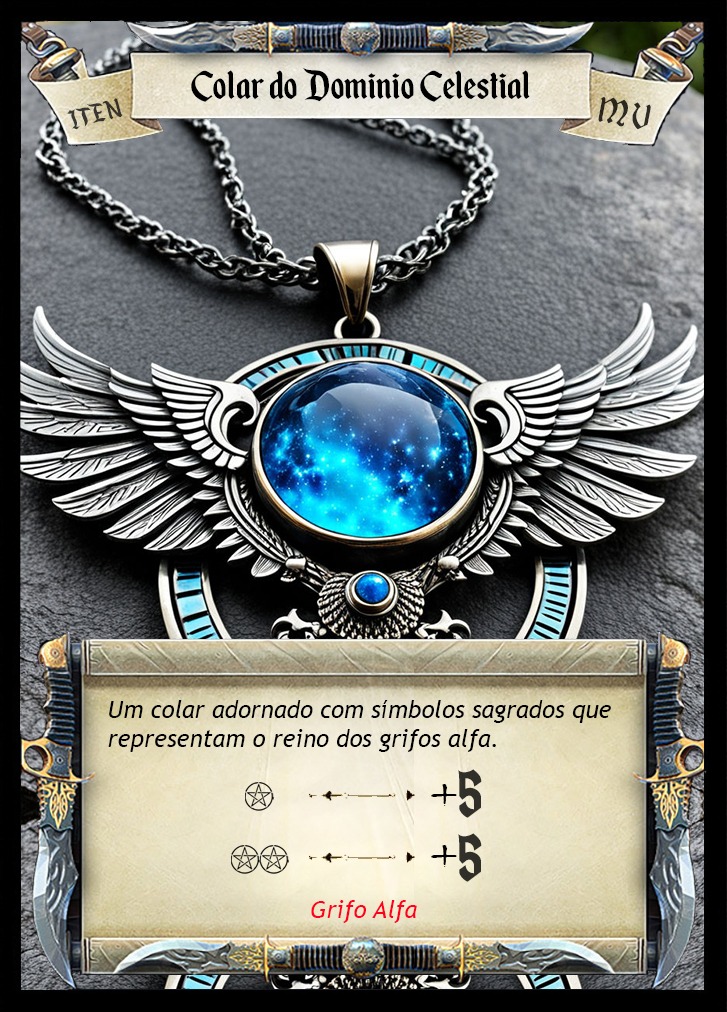 Colar do Dominio Celestial
ITEN
MU
Um colar adornado com símbolos sagrados que
representam o reino dos grifos alfa.
+5
+5
Grifo Alfa